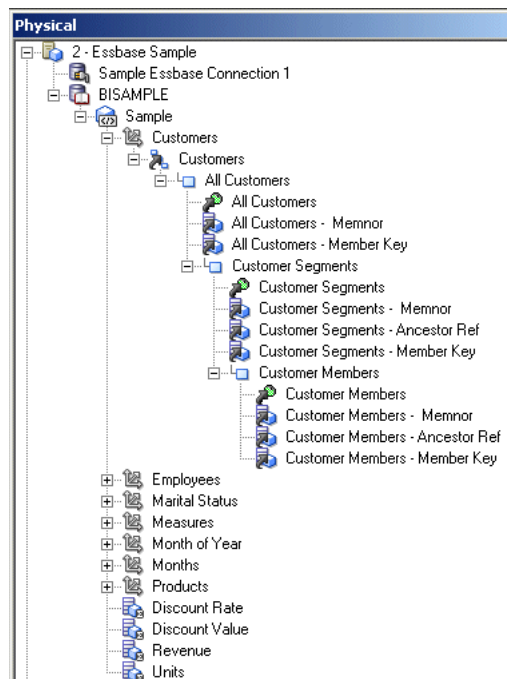 Physical
2 - Essbase Sample
Sample Essbase Connection 1
BISAMPLE
Sample
Customers
Customers
All Customers
All Customers
All Customers - Memnor
All Customers - Member Key
Customer Segments
Customer Segments
Customer Segments - Memnor
Customer Segments - Ancestor Ref
Customer Segments - Member Key
Customer Members
Customer Members
Customer Members - Memnor
Customer Members - Ancestor Ref
Customer Members - Member Key
Employees
Marital Status
Measures
Month of Year
Months
Products
Discount Rate
Discount Value
Revenue
Units